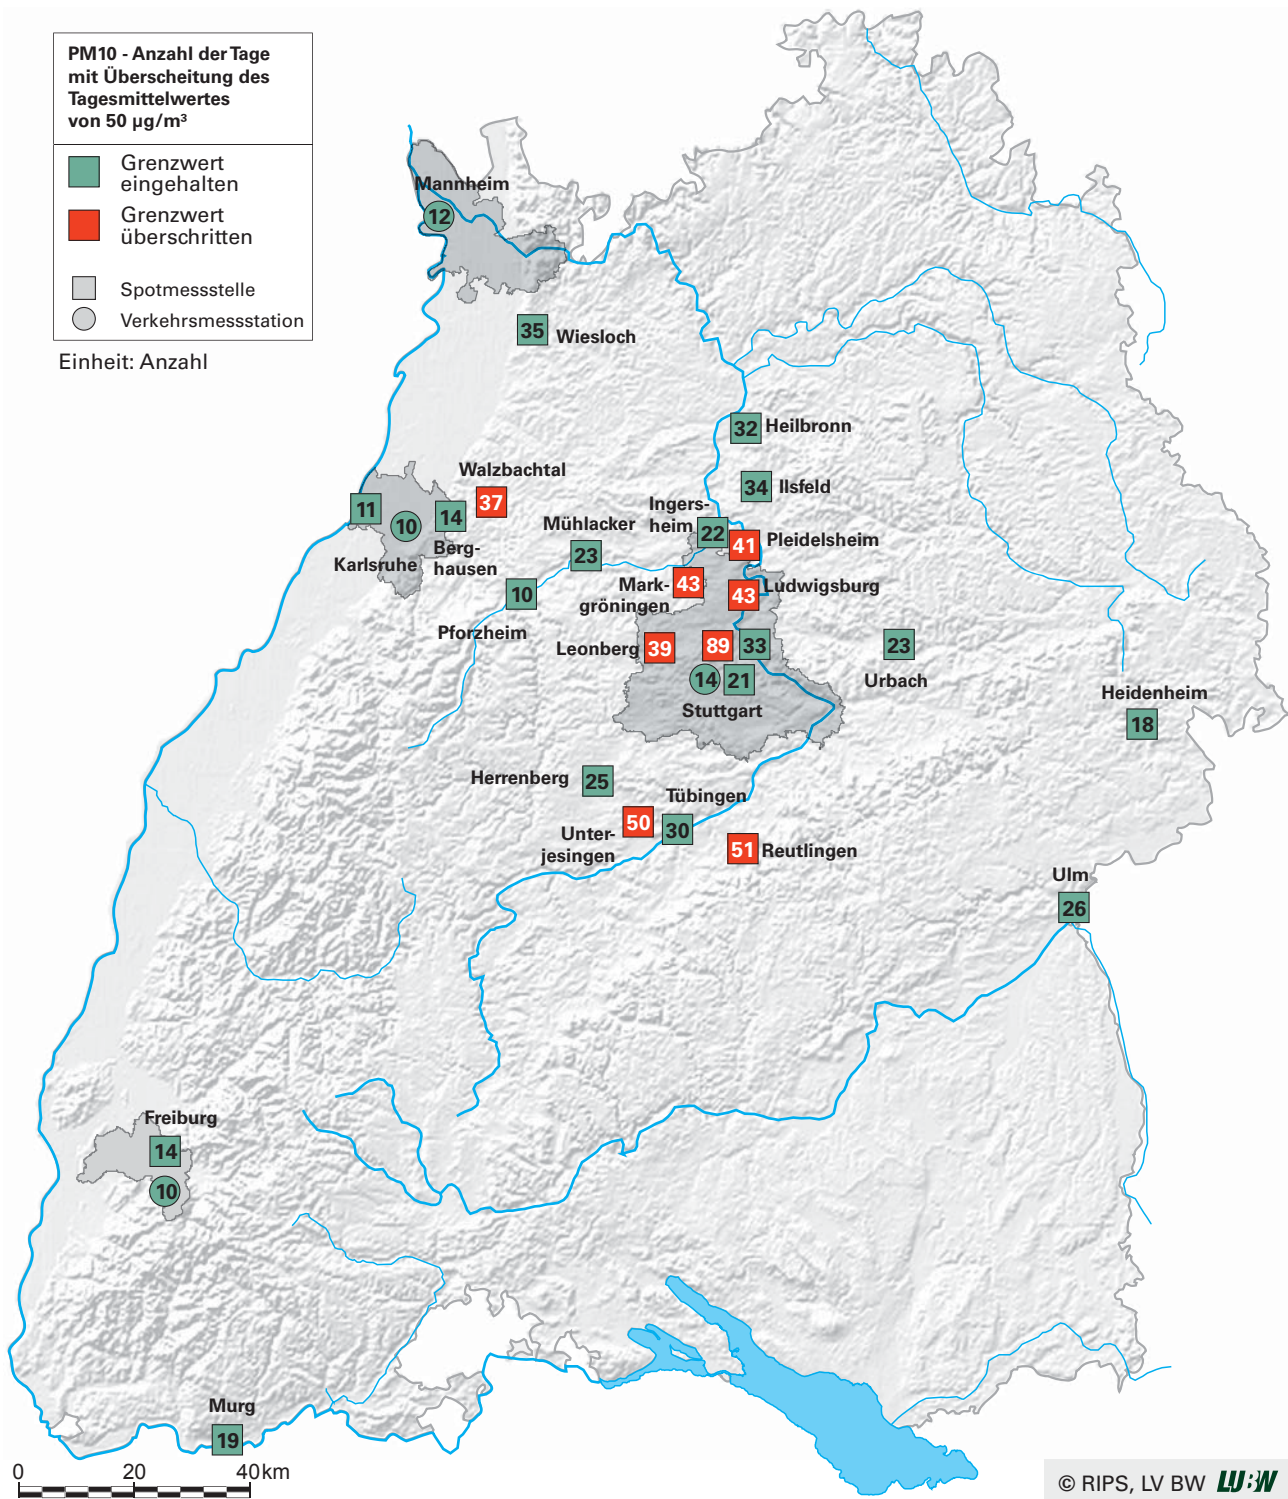 PM10 - Anzahl der Tage
mit Überscheitung des
Tagesmittelwertes
von 50 µg/m³
Grenzwert
eingehalten
Grenzwert
überschritten
Spotmessstelle
Verkehrsmessstation
Einheit: Anzahl
Mannheim
12
35
Wiesloch
32
Heilbronn
Walzbachtal
37
34
Ilsfeld
11
10
14
Karlsruhe
Berg-
hausen
Mühlacker
23
Ingers-
heim
22
41
Pleidelsheim
10
Pforzheim
Mark-
gröningen
43
43
Ludwigsburg
Leonberg
39
89
33
14
21
Stuttgart
23
Urbach
Heidenheim
18
Herrenberg
25
Tübingen
50
30
Unter-
jesingen
51
Reutlingen
Ulm
26
Freiburg
14
10
Murg
19
0 20 40km
© RIPS, LV BW LUBW